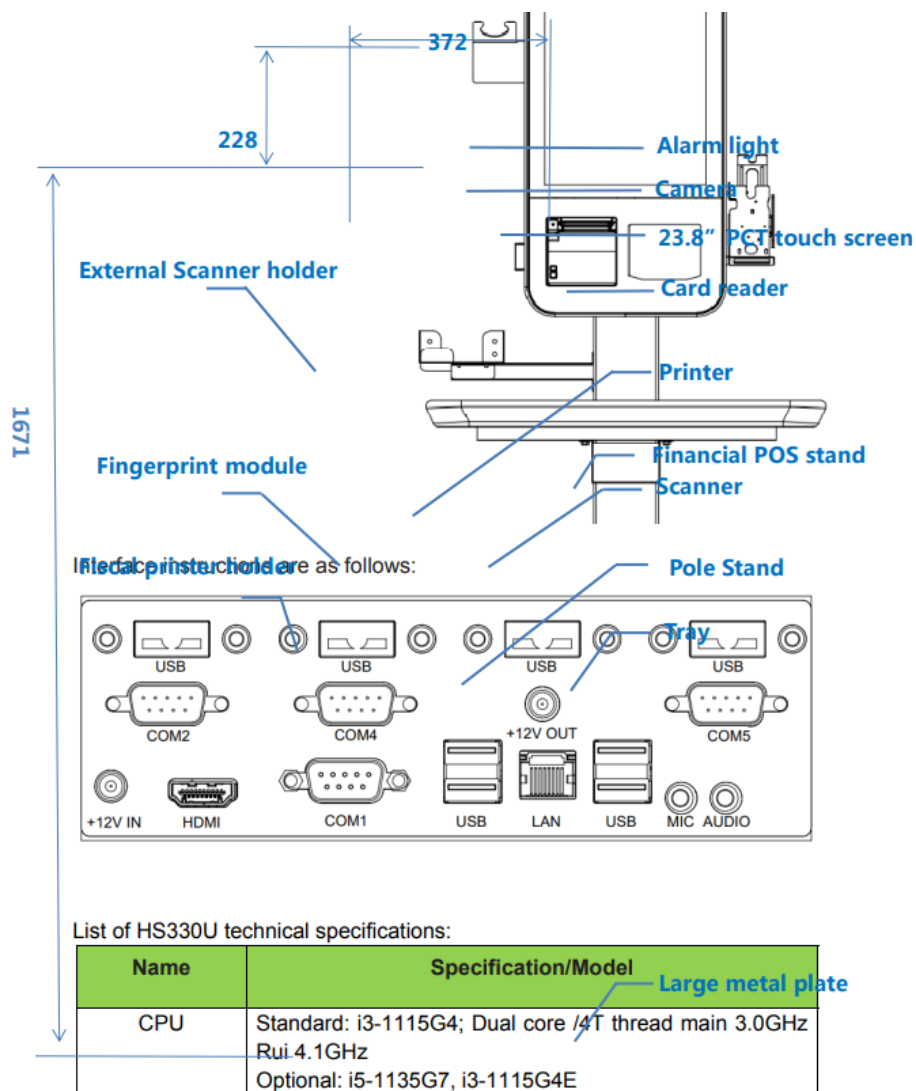 372
228
Alarm light
Camera
23.8” PCT touch screen
External Scanner holder
Card reader
Printer
1671
Fingerprint module
Financial POS stand
Scanner
Interface instructions are as follows:
Fiscal printer holder
Pole Stand
Tray
USB
USB
USB
USB
COM2
COM4
+12V OUT
COM5
+12V IN
HDMI
COM1
USB
LAN
USB
MIC
AUDIO
List of HS330U technical specifications:
Name
Specification/Model
Large metal plate
CPU
Standard: i3-1115G4; Dual core /4T thread main 3.0GHz
Rui 4.1GHz
Optional: i5-1135G7, i3-1115G4E